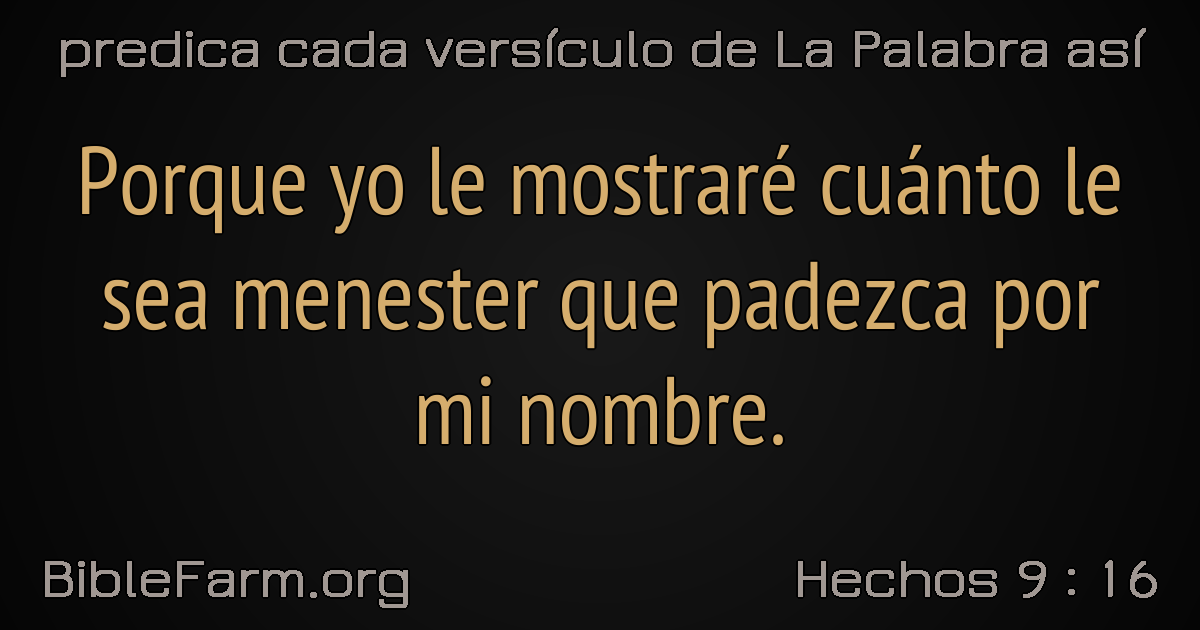 predica cada versículo de La Palabra así
Porque yo le mostraré cuánto le
sea menester que padezca por
mi nombre.
BibleFarm.org
Hechos 9 : 16